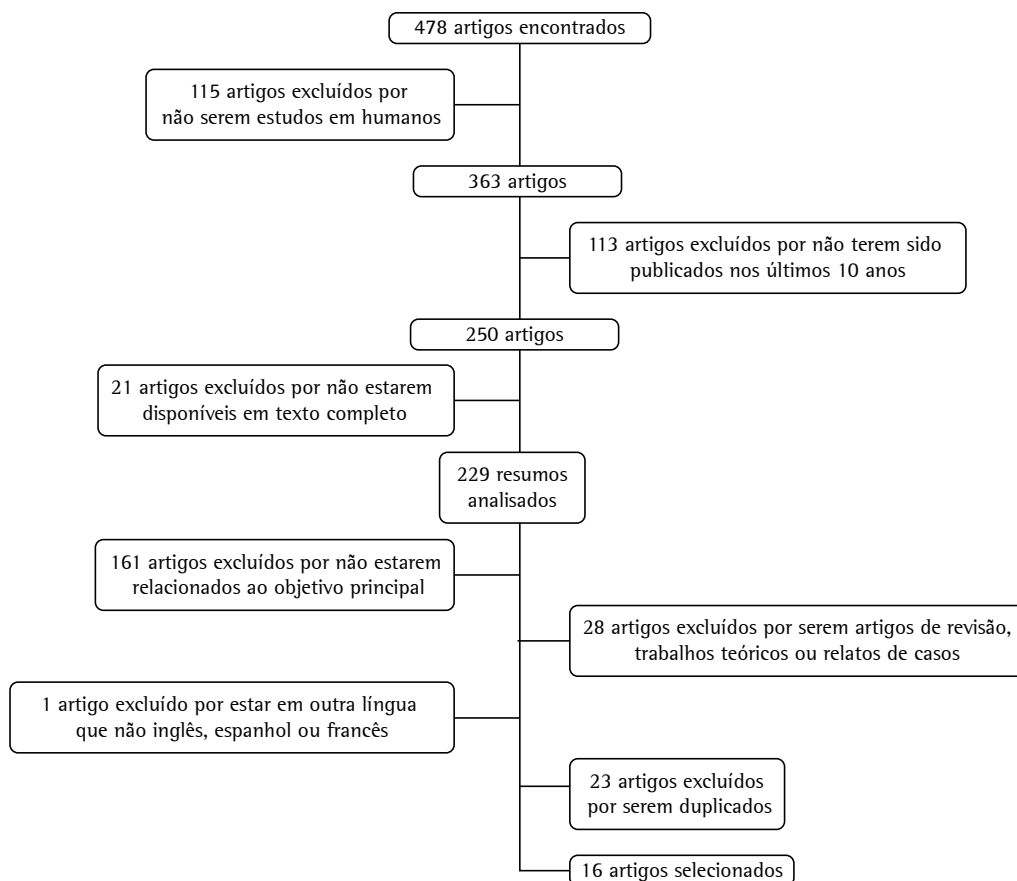 478 artigos encontrados
115 artigos excluídos por
não serem estudos em humanos
363 artigos
113 artigos excluídos por não terem sido
publicados nos últimos 10 anos
250 artigos
21 artigos excluídos por não estarem
disponíveis em texto completo
229 resumos
analisados
161 artigos excluídos por não estarem
relacionados ao objetivo principal
28 artigos excluídos por serem artigos de revisão,
trabalhos teóricos ou relatos de casos
1 artigo excluído por estar em outra língua
que não inglês, espanhol ou francês
23 artigos excluídos
por serem duplicados
16 artigos selecionados